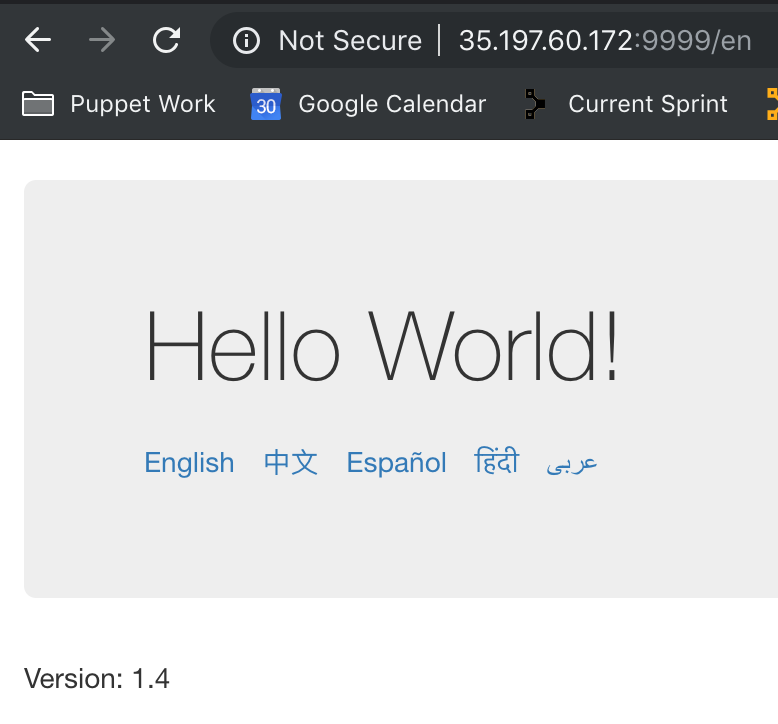 Not Secure | 35.197.60.172:9999/en
Puppet Work 30 Google Calendar Current Sprint
Hello World!
English 中文 Español हिंदी عربى
Version: 1.4